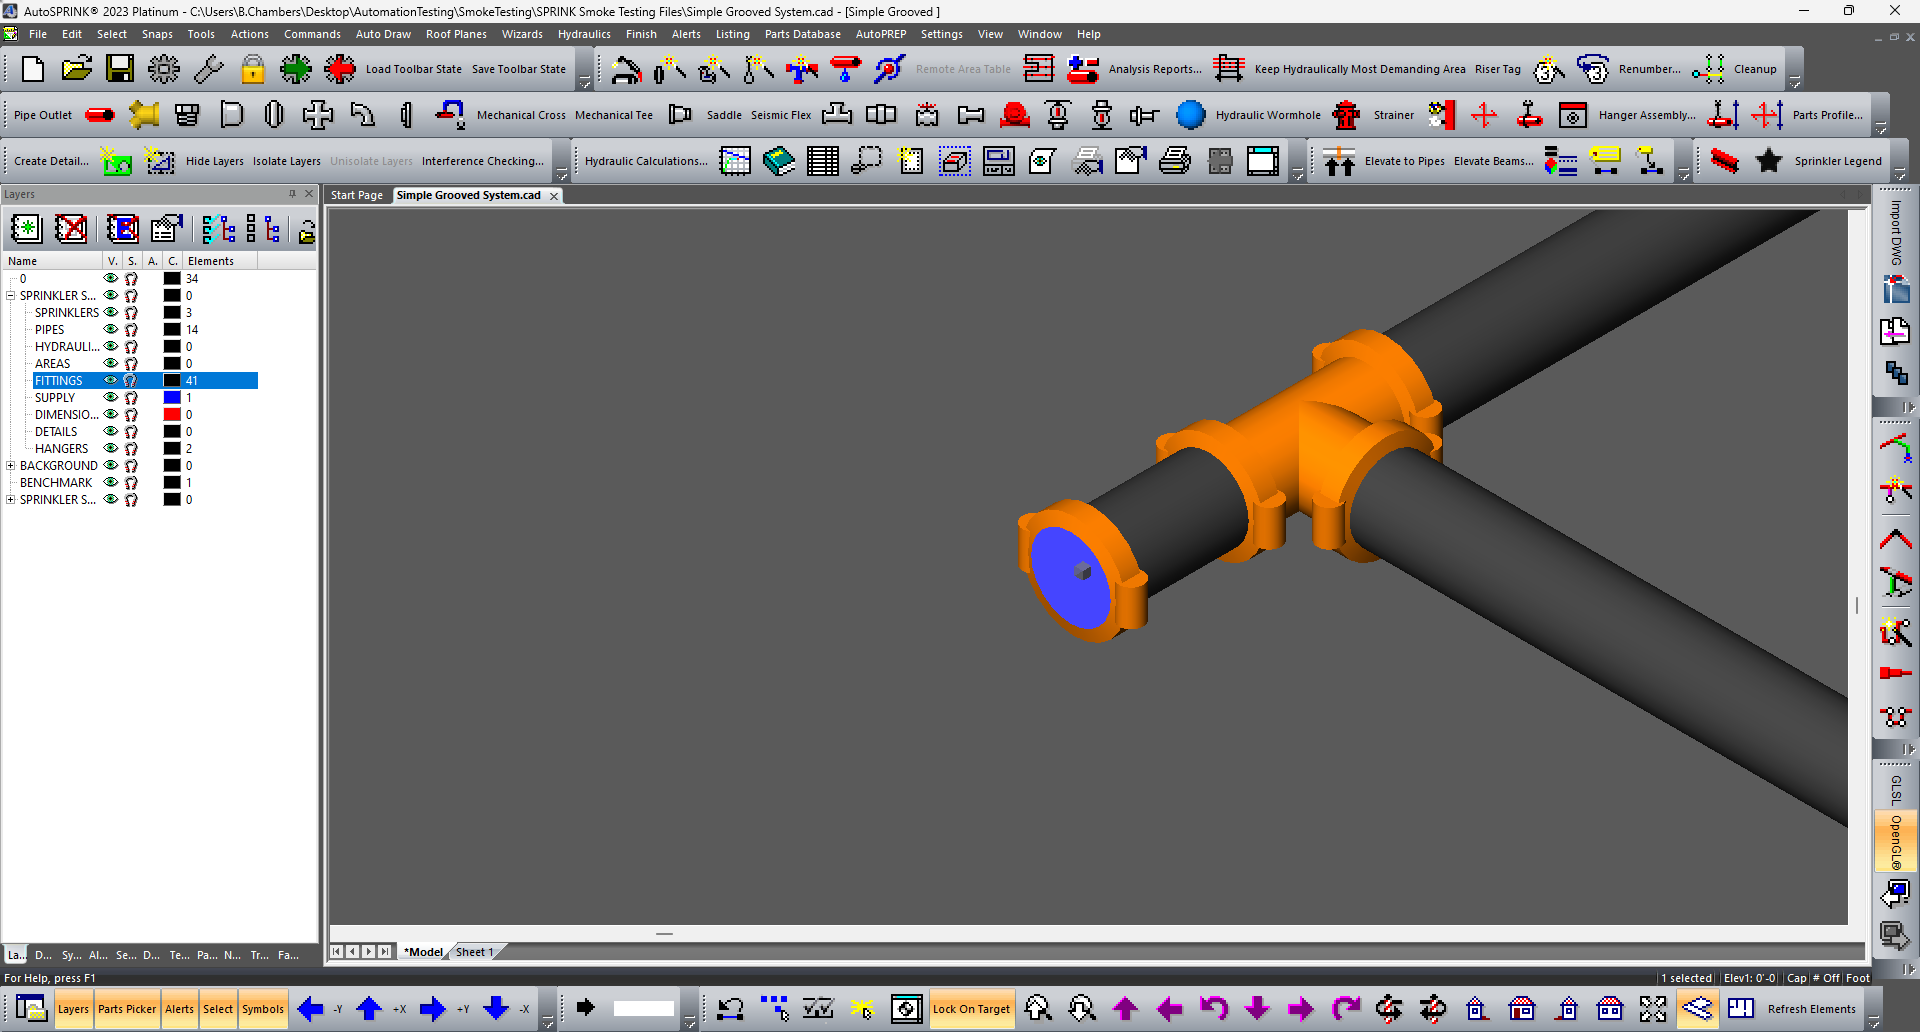 AutoSPRINK® 2023 Platinum - C:\Users\B.Chambers\Desktop\AutomationTesting\SmokeTesting\SPRINK Smoke Testing Files\Simple Grooved System.cad - [Simple Grooved ]
File Edit Select Snaps Tools Actions Commands Auto Draw Roof Planes Wizards Hydraulics Finish Alerts Listing Parts Database AutoPREP Settings View Window Help
Load Toolbar State Save Toolbar State Remote Area Table Analysis Reports... Keep Hydraulically Most Demanding Area Riser Tag Renumber... Cleanup
Pipe Outlet Mechanical Cross Mechanical Tee Saddle Seismic Flex Hydraulic Wormhole Strainer Hanger Assembly... Parts Profile...
Create Detail... Hide Layers Isolate Layers Unisolate Layers Interference Checking... Hydraulic Calculations... Elevate to Pipes Elevate Beams... Sprinkler Legend
Layers
Start Page Simple Grooved System.cad
Name V. S. A. C. Elements
0 34
SPRINKLER S... 0
SPRINKLERS 3
PIPES 14
HYDRAULI... 0
AREAS 0
FITTINGS 41
SUPPLY 1
DIMENSIO... 0
DETAILS 0
HANGERS 2
BACKGROUND 0
BENCHMARK 1
SPRINKLER S... 0
Import DWG
GLSL
OpenGL®
*Model Sheet 1
La... D... Sy... Al... Se... D... Te... Pa... N... Tr... Fa...
For Help, press F1
1 selected Elev1: 0'-0 Cap # Off Foot
Layers Parts Picker Alerts Select Symbols -Y +X +Y -X Lock On Target Refresh Elements